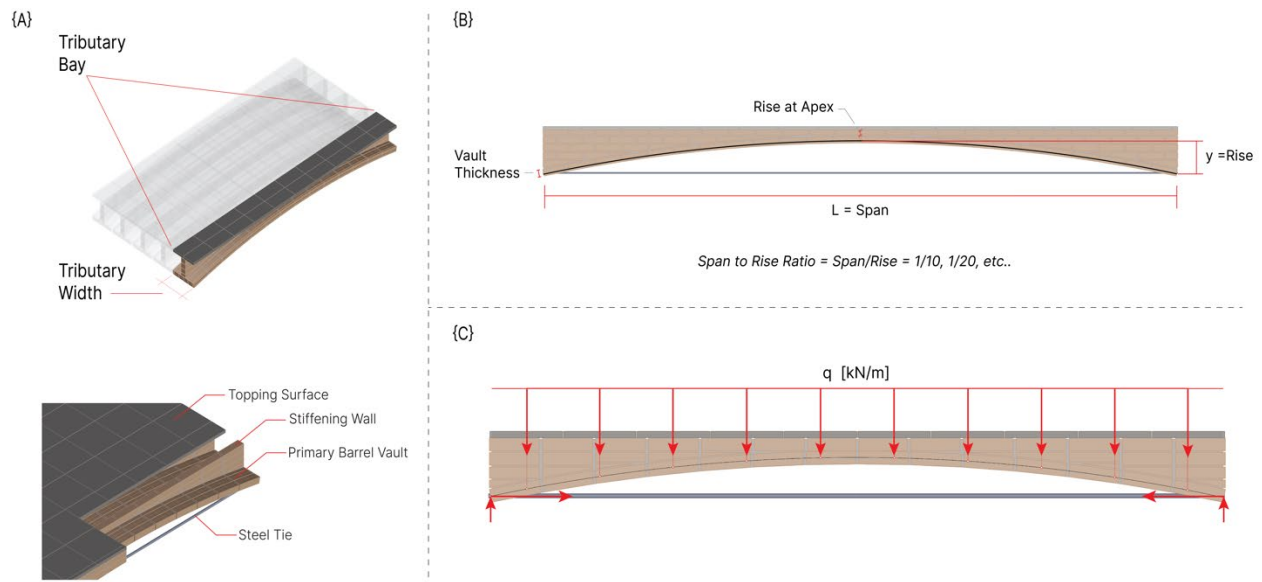 {A}
Tributary
Bay
Tributary
Width
Topping Surface
Stiffening Wall
Primary Barrel Vault
Steel Tie
{B}
Rise at Apex
Vault
Thickness
y =Rise
L = Span
Span to Rise Ratio = Span/Rise = 1/10, 1/20, etc..
{C}
q [kN/m]